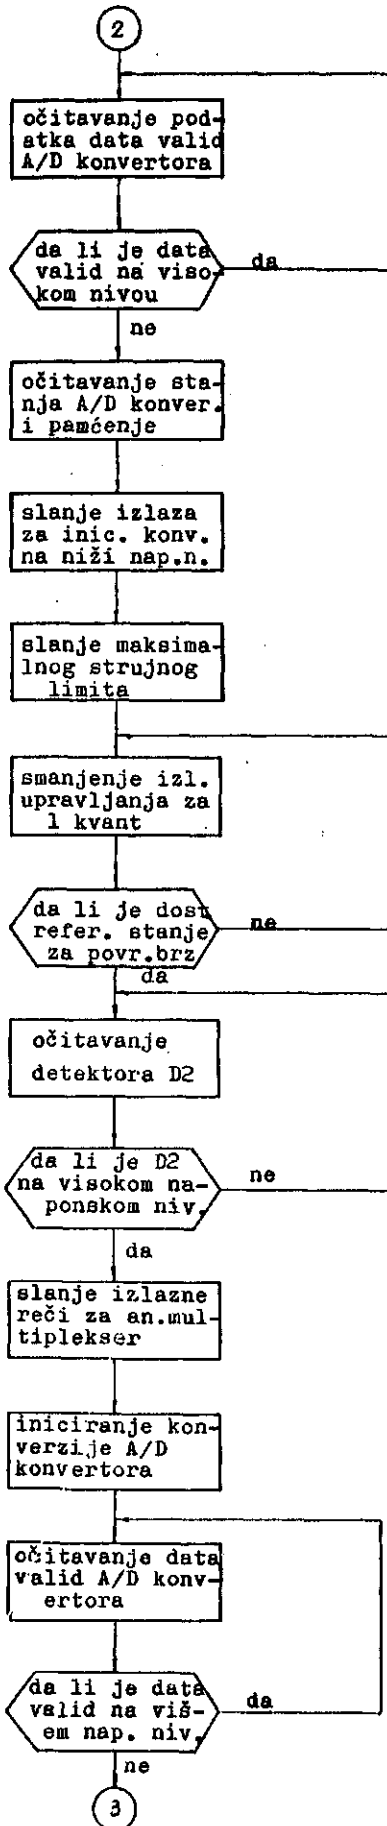 2
očitavanje pod-
atka data valid
A/D konvertora
da li je data
valid na viso-
kom nivou
da
ne
očitavanje sta-
nja A/D konver.
i pamćenje
slanje izlaza
za inic. konv.
na niži nap.n.
slanje maksima-
lnog strujnog
limita
smanjenje izl.
upravljanja za
1 kvant
da li je dost
refer. stanje
za povr.brz
ne
da
očitavanje
detektora D2
da li je D2
na visokom na-
ponskom niv.
ne
da
slanje izlazne
reči za an.mul-
tiplekser
iniciranje kon-
verzije A/D
konvertora
očitavanje data
valid A/D konv-
ertora
da li je data
valid na viš-
em nap. niv.
da
ne
3